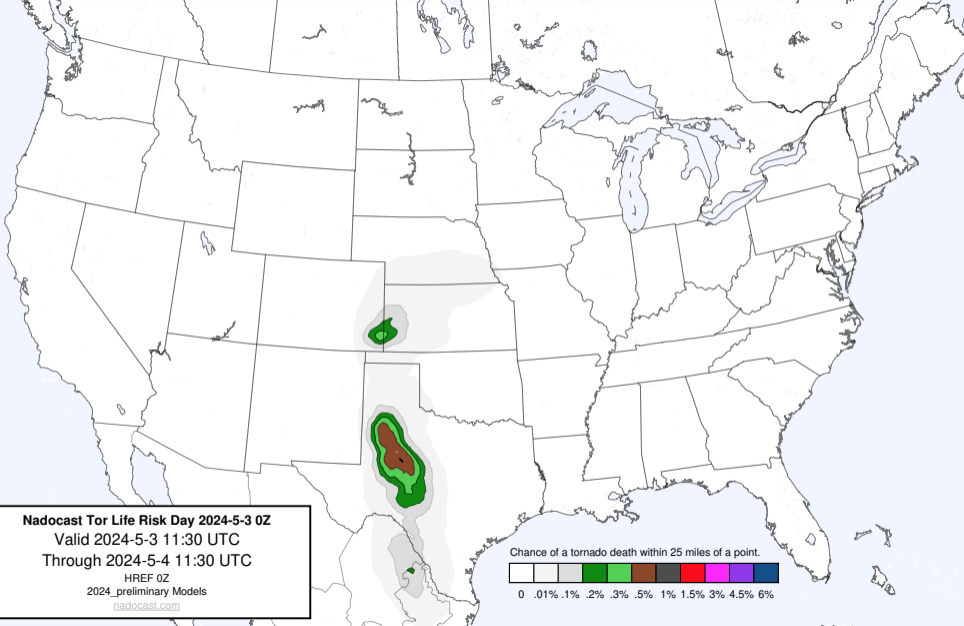 Nadocast Tor Life Risk Day 2024-5-3 0Z
Valid 2024-5-3 11:30 UTC
Through 2024-5-4 11:30 UTC
HREF 0Z
2024_preliminary Models
nadocast.com
Chance of a tornado death within 25 miles of a point.
0 .01% .1% .2% .3% .5% 1% 1.5% 3% 4.5% 6%